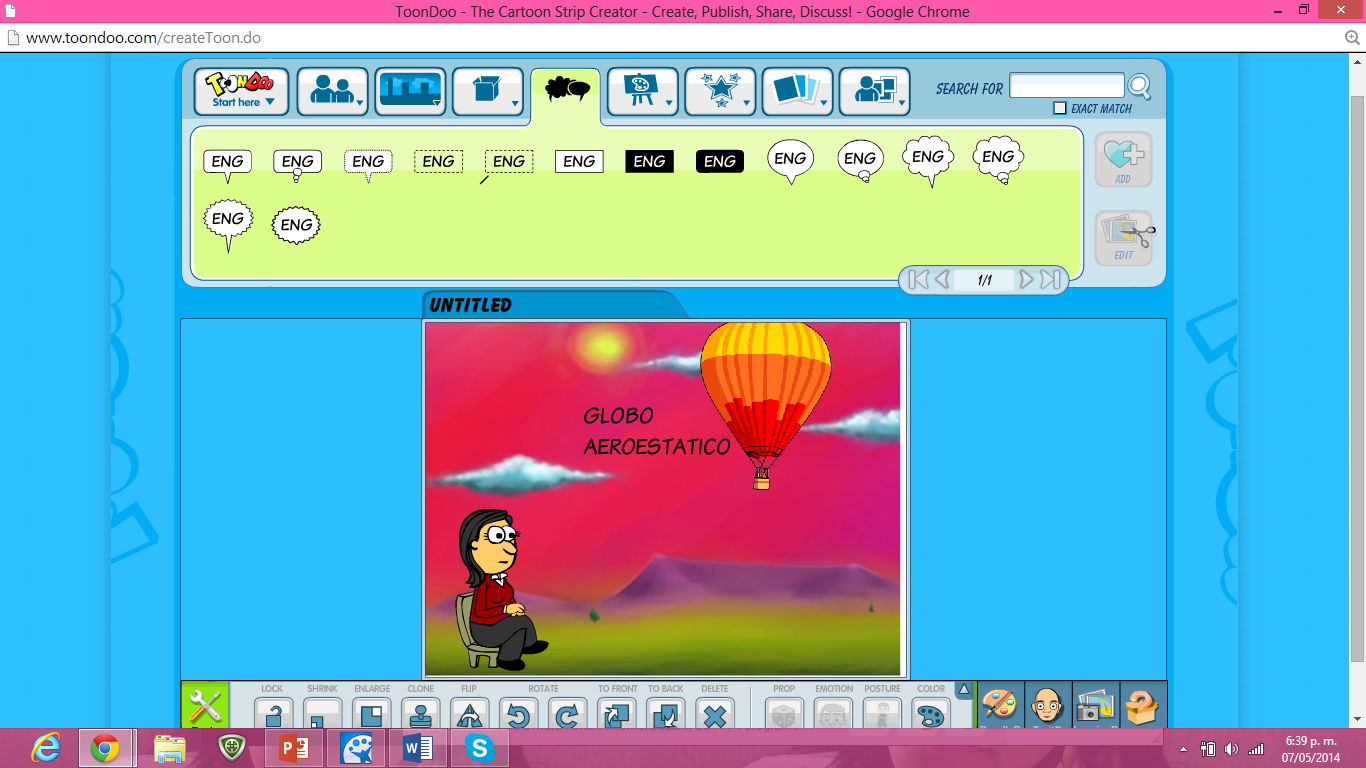 ToonDoo - The Cartoon Strip Creator - Create, Publish, Share, Discuss! - Google Chrome
www.toondoo.com/createToon.do
TOONDOO
Start here
SEARCH FOR
EXACT MATCH
ENG ENG ENG ENG ENG ENG ENG ENG ENG ENG ENG ENG
ENG ENG
ADD
EDIT
1/1
UNTITLED
GLOBO
AEROESTATICO
LOCK SHRINK ENLARGE CLONE FLIP ROTATE TO FRONT TO BACK DELETE PROP EMOTION POSTURE COLOR
6:39 p. m.
07/05/2014